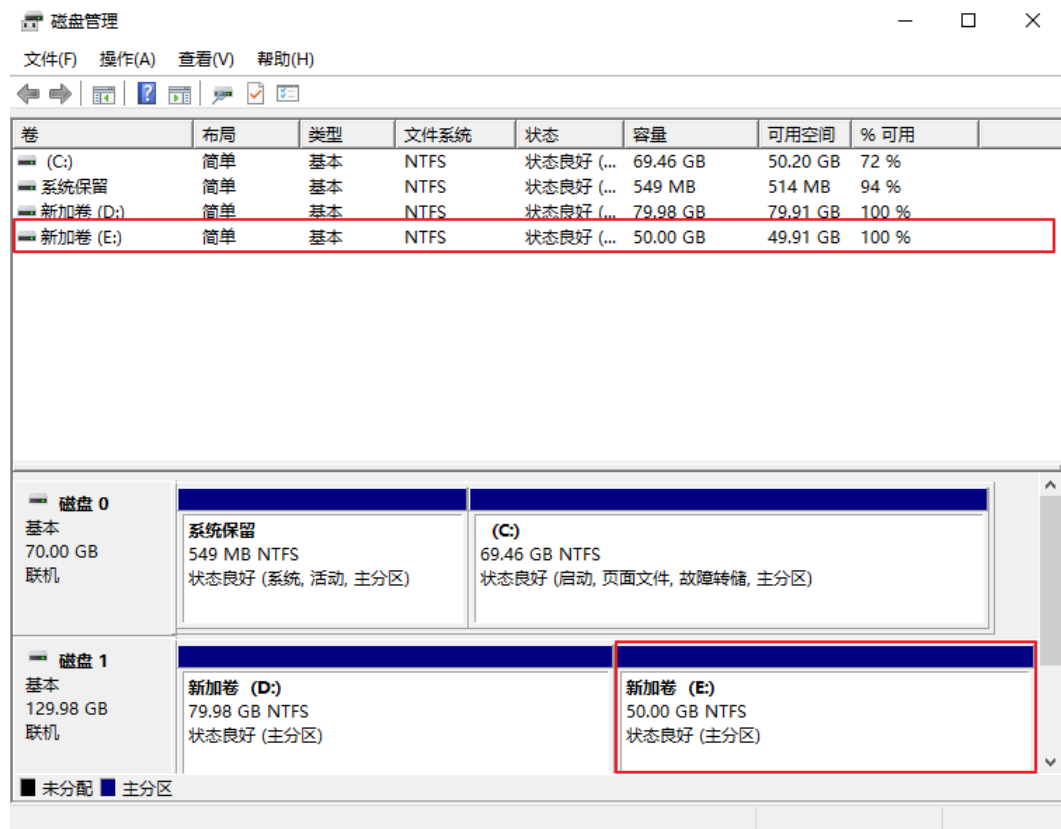 磁盘管理
文件(F) 操作(A) 查看(V) 帮助(H)
卷 布局 类型 文件系统 状态 容量 可用空间 % 可用
(C:) 简单 基本 NTFS 状态良好 (... 69.46 GB 50.20 GB 72 %
系统保留 简单 基本 NTFS 状态良好 (... 549 MB 514 MB 94 %
新加卷 (D:) 简单 基本 NTFS 状态良好 (... 79.98 GB 79.91 GB 100 %
新加卷 (E:) 简单 基本 NTFS 状态良好 (... 50.00 GB 49.91 GB 100 %
磁盘 0
基本
70.00 GB
联机
系统保留
549 MB NTFS
状态良好 (系统, 活动, 主分区)
(C:)
69.46 GB NTFS
状态良好 (启动, 页面文件, 故障转储, 主分区)
磁盘 1
基本
129.98 GB
联机
新加卷 (D:)
79.98 GB NTFS
状态良好 (主分区)
新加卷 (E:)
50.00 GB NTFS
状态良好 (主分区)
未分配 主分区